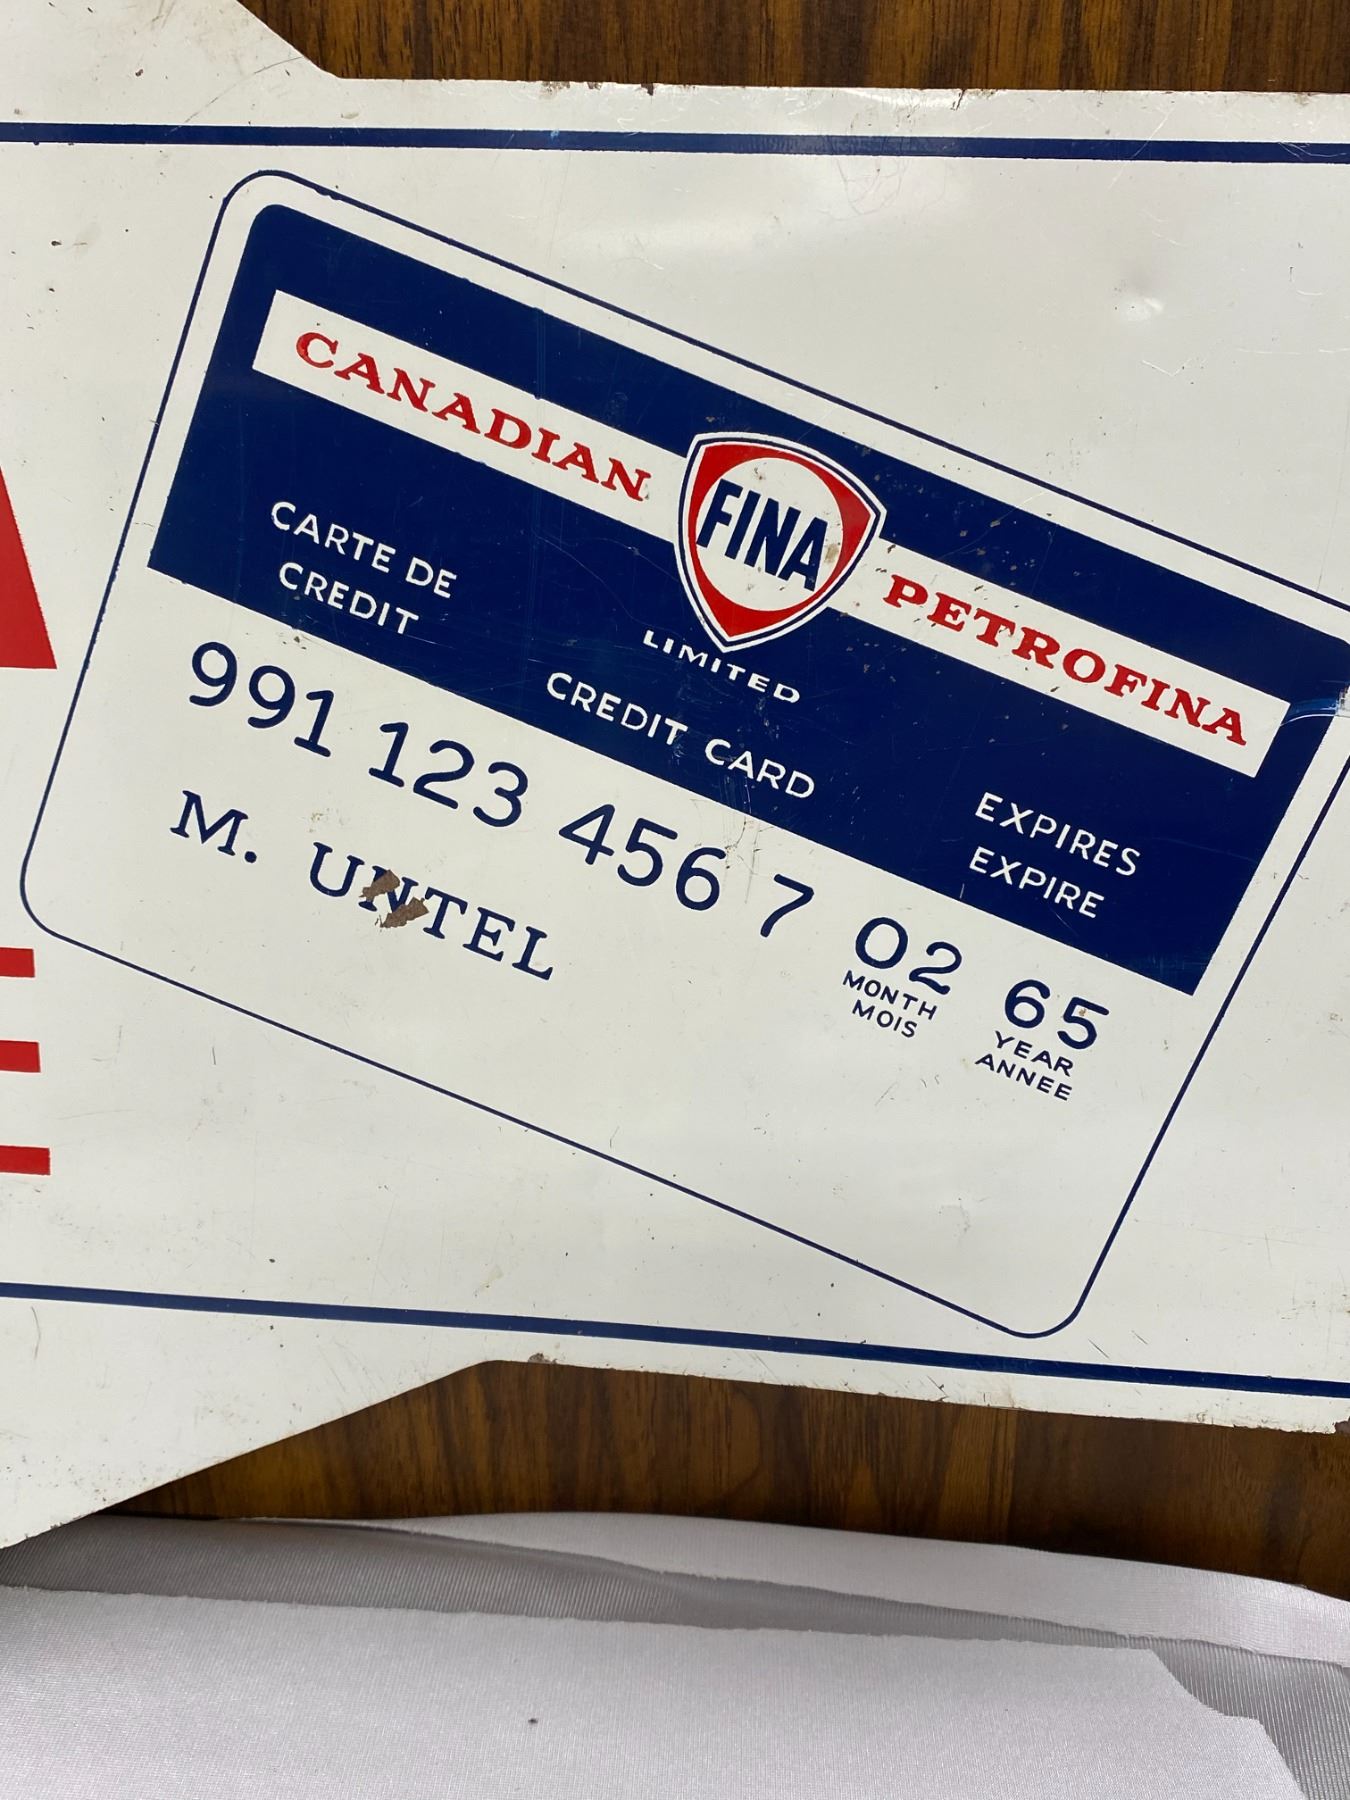 CANADIAN FINA PETROFINA
LIMITED
CARTE DE
CREDIT
CREDIT CARD
EXPIRES
EXPIRE
991 123 456 7 02 65
MONTH
MOIS
YEAR
ANNEE
M. UNTEL